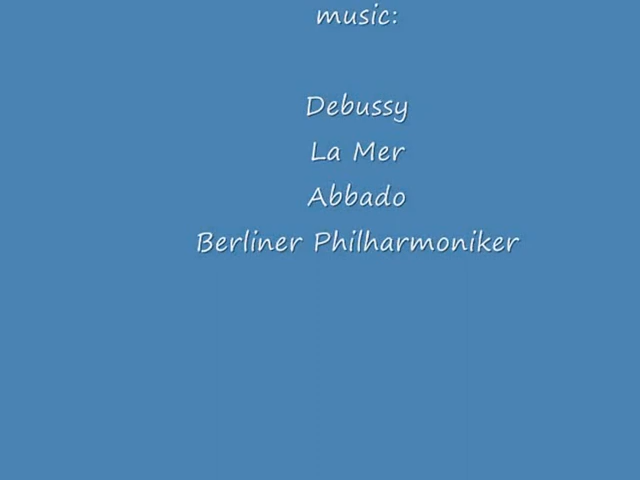 music:
Debussy
La Mer
Abbado
Berliner Philharmoniker